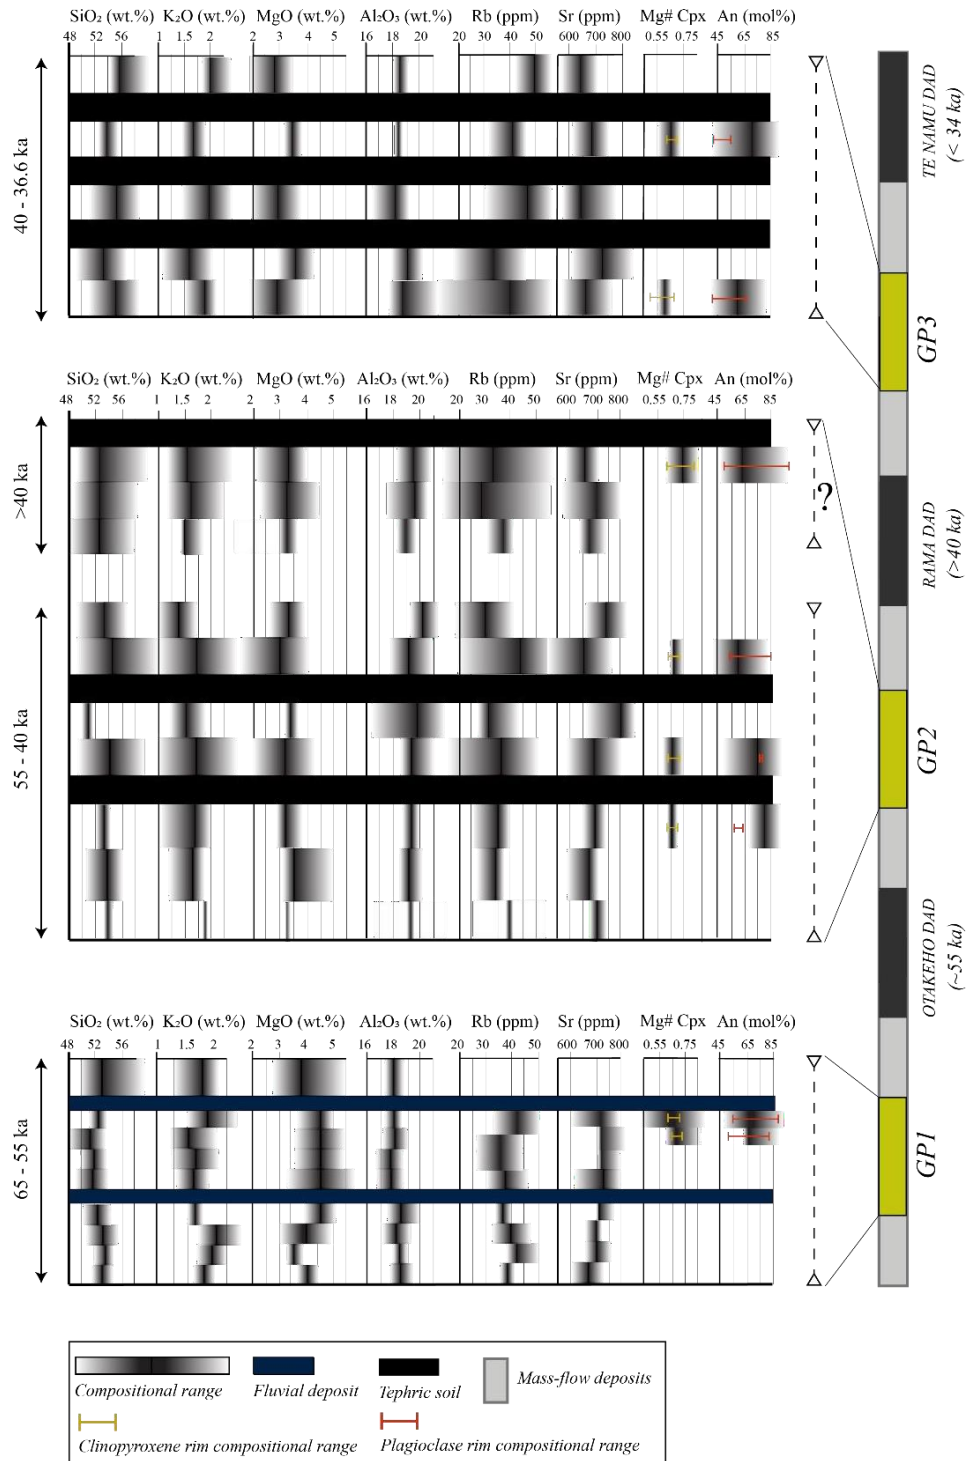 SiO₂ (wt.%) K₂O (wt.%) MgO (wt.%) Al₂O₃ (wt.%) Rb (ppm) Sr (ppm) Mg# Cpx An (mol%)
48 52 56 1 1.5 2 2 3 4 5 16 18 20 20 30 40 50 600 700 800 0.55 0.75 45 65 85
40 - 36.6 ka
SiO₂ (wt.%) K₂O (wt.%) MgO (wt.%) Al₂O₃ (wt.%) Rb (ppm) Sr (ppm) Mg# Cpx An (mol%)
48 52 56 1 1,5 2 2 3 4 5 16 18 20 20 30 40 50 600 700 800 0,55 0,75 45 65 85
>40 ka
?
55 - 40 ka
SiO₂ (wt.%) K₂O (wt.%) MgO (wt.%) Al₂O₃ (wt.%) Rb (ppm) Sr (ppm) Mg# Cpx An (mol%)
48 52 56 1 1,5 2 2 3 4 5 16 18 20 20 30 40 50 600 700 800 0.55 0.75 45 65 85
65 - 55 ka
TE NAMU DAD
(< 34 ka)
GP3
RAMA DAD
(>40 ka)
GP2
OTAKEHO DAD
(~55 ka)
GP1
Compositional range
Fluvial deposit
Tephric soil
Mass-flow deposits
Clinopyroxene rim compositional range
Plagioclase rim compositional range